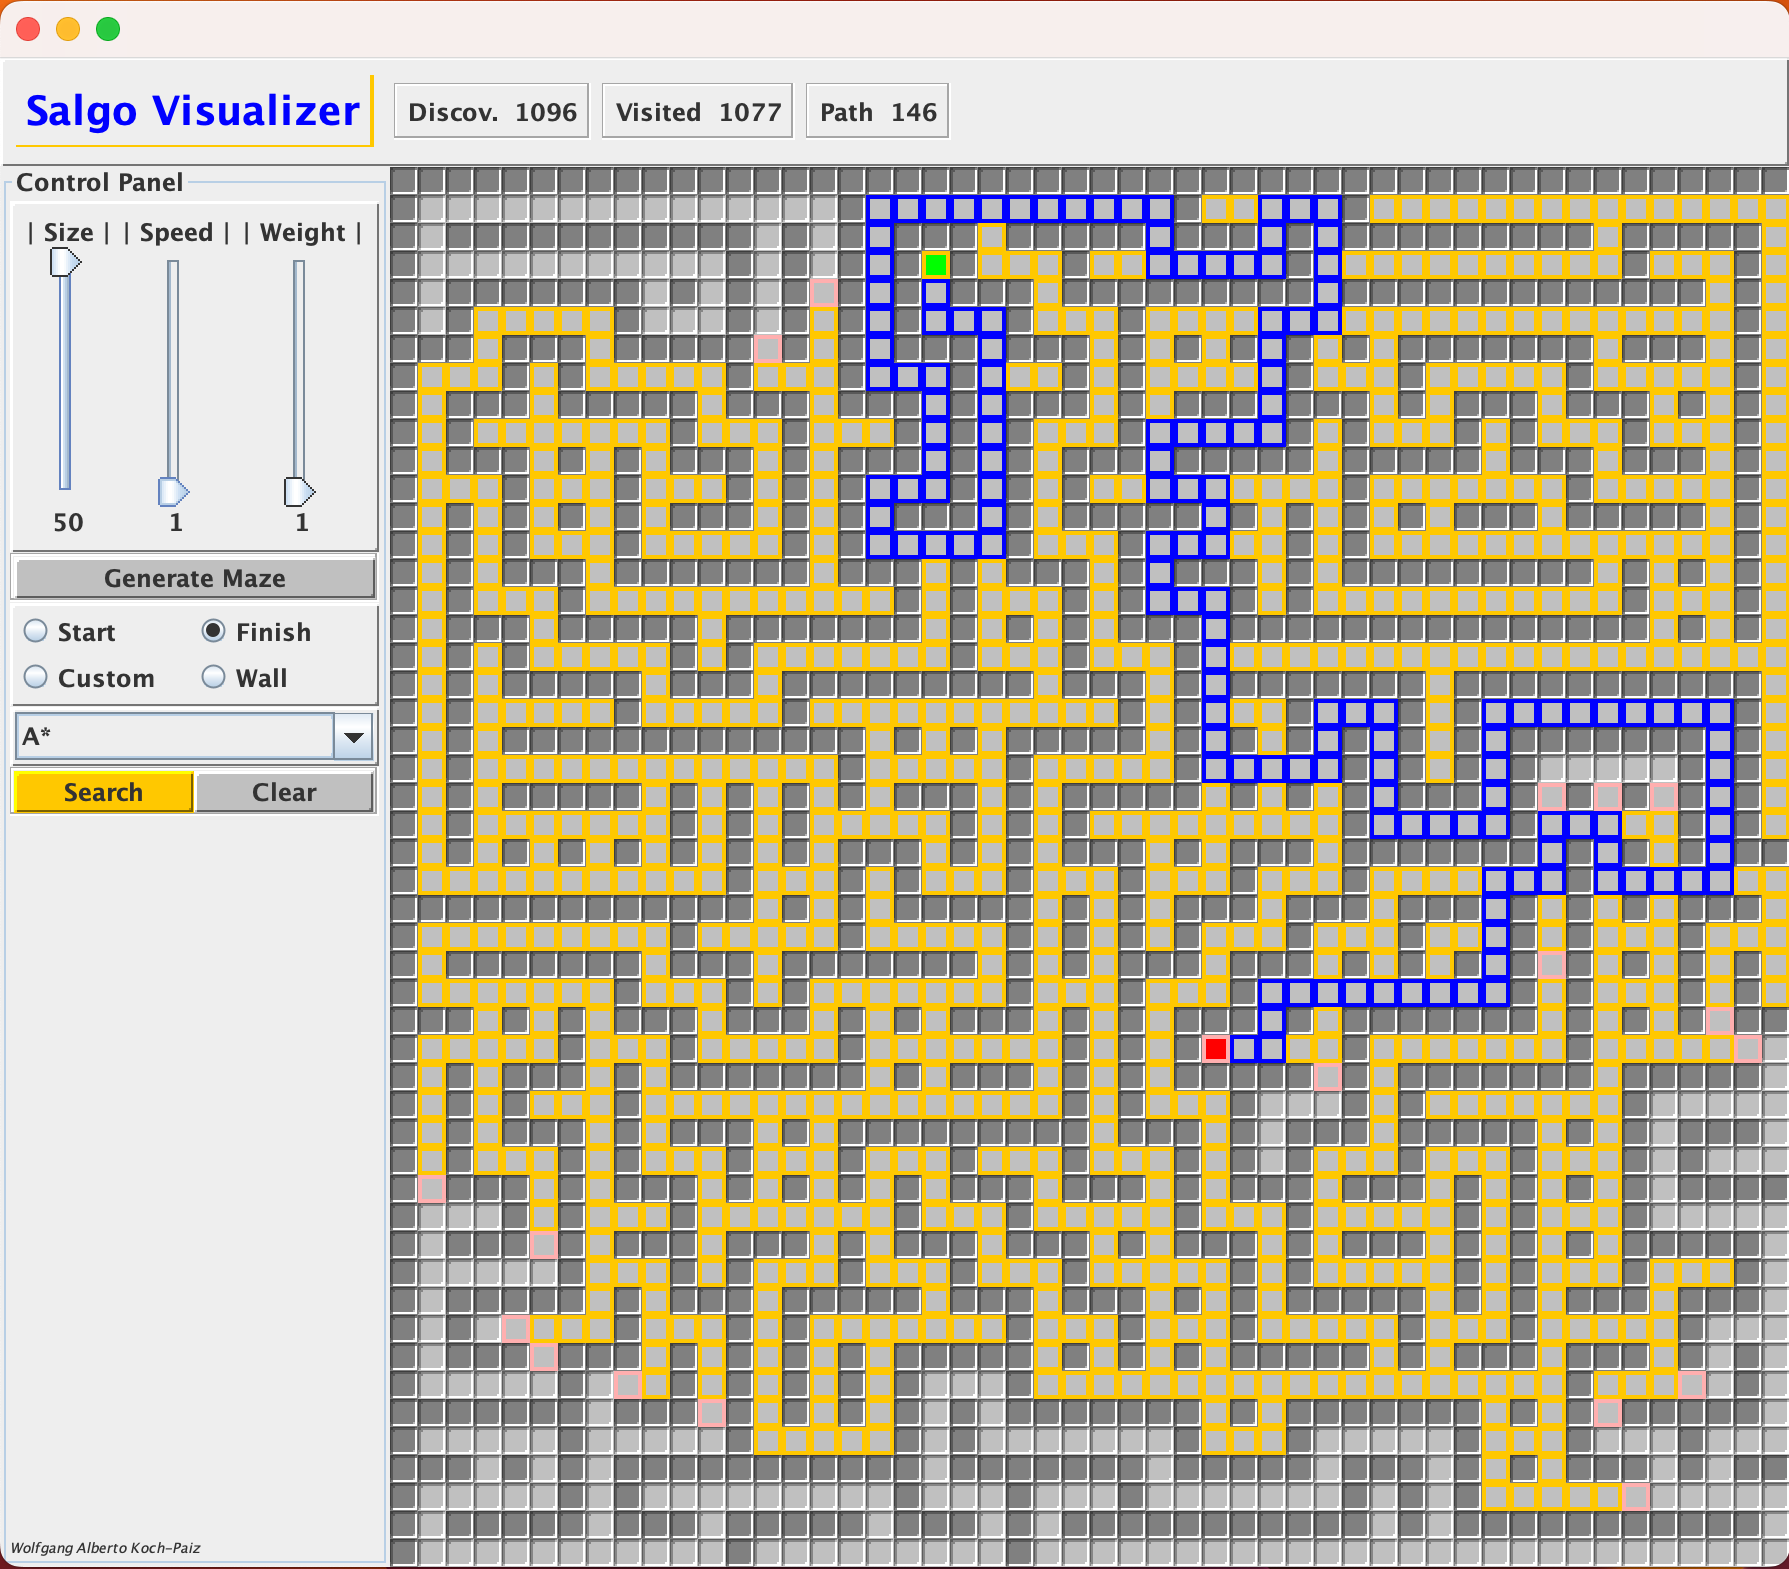 Salgo Visualizer
Discov. 1096
Visited 1077
Path 146
Control Panel
| Size | | Speed | | Weight |
50 1 1
Generate Maze
Start Finish
Custom Wall
A*
Search Clear
Wolfgang Alberto Koch-Paiz